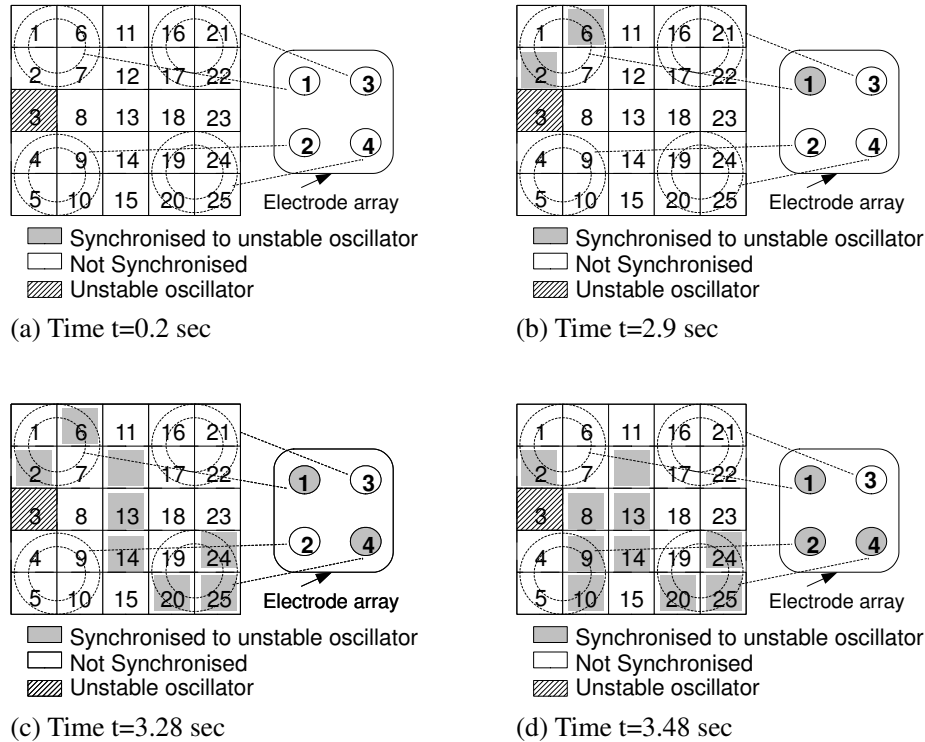 1 6 11 16 21
2 7 12 17 22
3 8 13 18 23
4 9 14 19 24
5 10 15 20 25
1 3
2 4
Electrode array
Synchronised to unstable oscillator
Not Synchronised
Unstable oscillator
(a) Time t=0.2 sec
1 6 11 16 21
2 7 12 17 22
3 8 13 18 23
4 9 14 19 24
5 10 15 20 25
1 3
2 4
Electrode array
Synchronised to unstable oscillator
Not Synchronised
Unstable oscillator
(b) Time t=2.9 sec
1 6 11 16 21
2 7 17 22
3 8 13 18 23
4 9 14 19 24
5 10 15 20 25
1 3
2 4
Electrode array
Synchronised to unstable oscillator
Not Synchronised
Unstable oscillator
(c) Time t=3.28 sec
1 6 11 16 21
2 7 17 22
3 8 13 18 23
4 9 14 19 24
5 10 15 20 25
1 3
2 4
Electrode array
Synchronised to unstable oscillator
Not Synchronised
Unstable oscillator
(d) Time t=3.48 sec